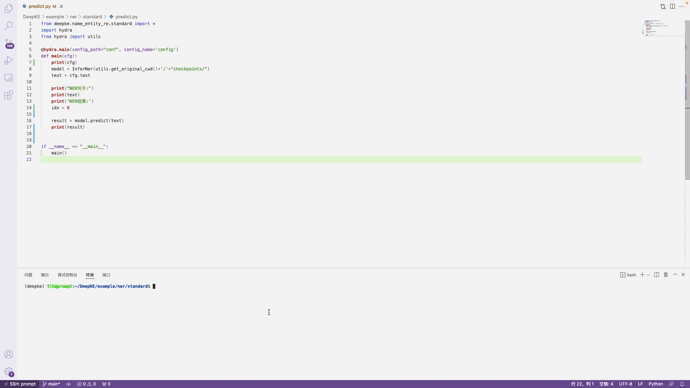 predict.py M
DeepKE > example > ner > standard > predict.py
1 from deepke.name_entity_re.standard import *
2 import hydra
3 from hydra import utils
4
5 @hydra.main(config_path="conf", config_name='config')
6 def main(cfg):
7 print(cfg)
8 model = InferNer(utils.get_original_cwd()+'/'+"checkpoints/")
9 text = cfg.text
10
11 print("NER句子:")
12 print(text)
13 print('NER结果:')
14 idx = 0
15
16 result = model.predict(text)
17 print(result)
18
19
20 if __name__ == "__main__":
21 main()
22
问题 输出 调试控制台 终端 端口
bash
(deepke) :~/DeepKE/example/ner/standard$
SSH: prompt main* 0 0 0 行 22，列 1 空格: 4 UTF-8 LF Python